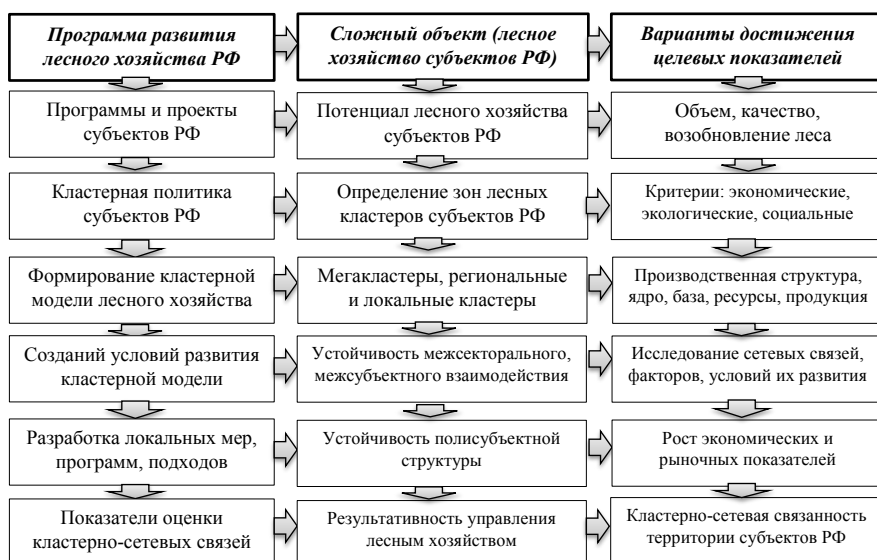 Программа развития
лесного хозяйства РФ
Сложный объект (лесное
хозяйство субъектов РФ)
Варианты достижения
целевых показателей
Программы и проекты
субъектов РФ
Потенциал лесного хозяйства
субъектов РФ
Объем, качество,
возобновление леса
Кластерная политика
субъектов РФ
Определение зон лесных
кластеров субъектов РФ
Критерии: экономические,
экологические, социальные
Формирование кластерной
модели лесного хозяйства
Мегакластеры, региональные
и локальные кластеры
Производственная структура,
ядро, база, ресурсы, продукция
Созданий условий развития
кластерной модели
Устойчивость межсекторального,
межсубъектного взаимодействия
Исследование сетевых связей,
факторов, условий их развития
Разработка локальных мер,
программ, подходов
Устойчивость полисубъектной
структуры
Рост экономических и
рыночных показателей
Показатели оценки
кластерно-сетевых связей
Результативность управления
лесным хозяйством
Кластерно-сетевая связанность
территории субъектов РФ